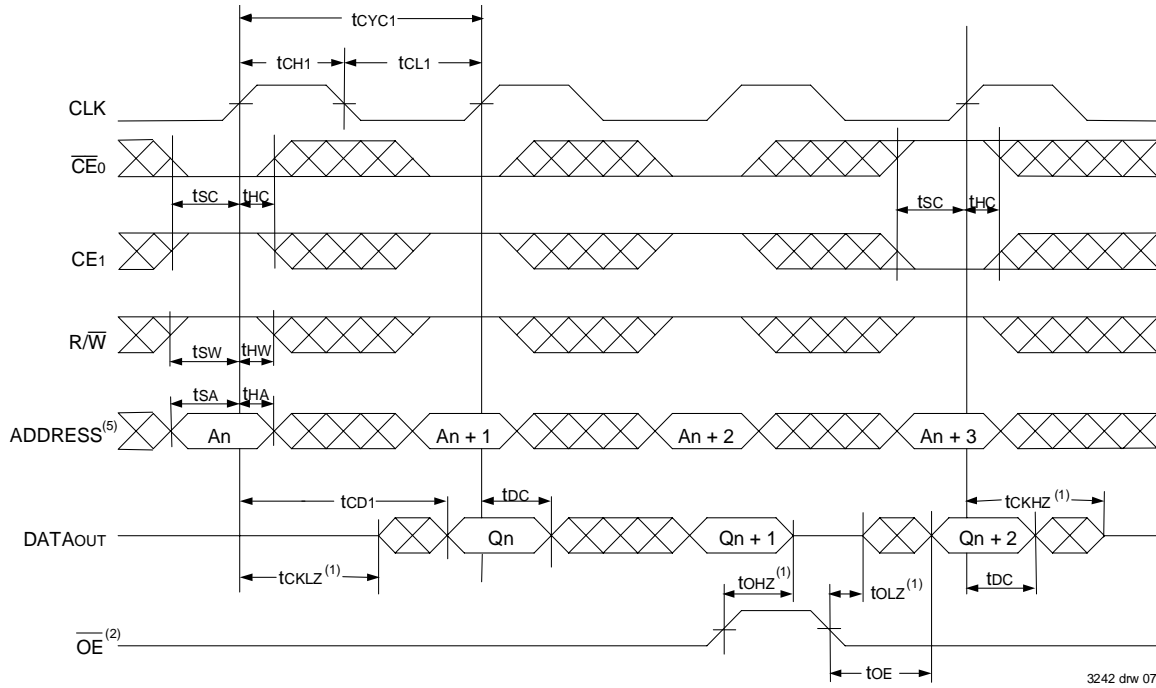 tCYC1
tCH1 tCL1
CLK
CE0
tSC tHC tSC tHC
CE1
R/W
tSW tHW
tSA tHA
ADDRESS(5) An An + 1 An + 2 An + 3
tCD1 tDC tCKHZ(1)
DATAOUT Qn Qn + 1 Qn + 2
tCKLZ(1) tOHZ(1) tOLZ(1) tDC
OE(2)
tOE
3242 drw 07